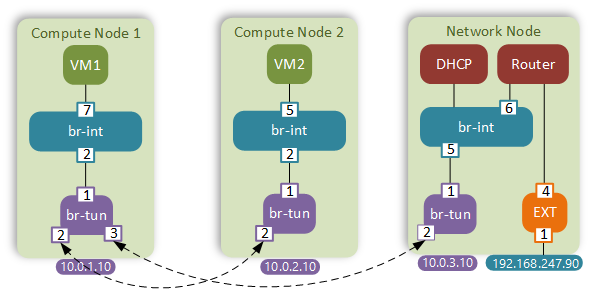 Compute Node 1
VM1
7
br-int
2
1
br-tun
2
3
10.0.1.10
Compute Node 2
VM2
5
br-int
2
1
br-tun
2
10.0.2.10
Network Node
DHCP
Router
6
br-int
5
1
br-tun
2
10.0.3.10
4
EXT
1
192.168.247.90